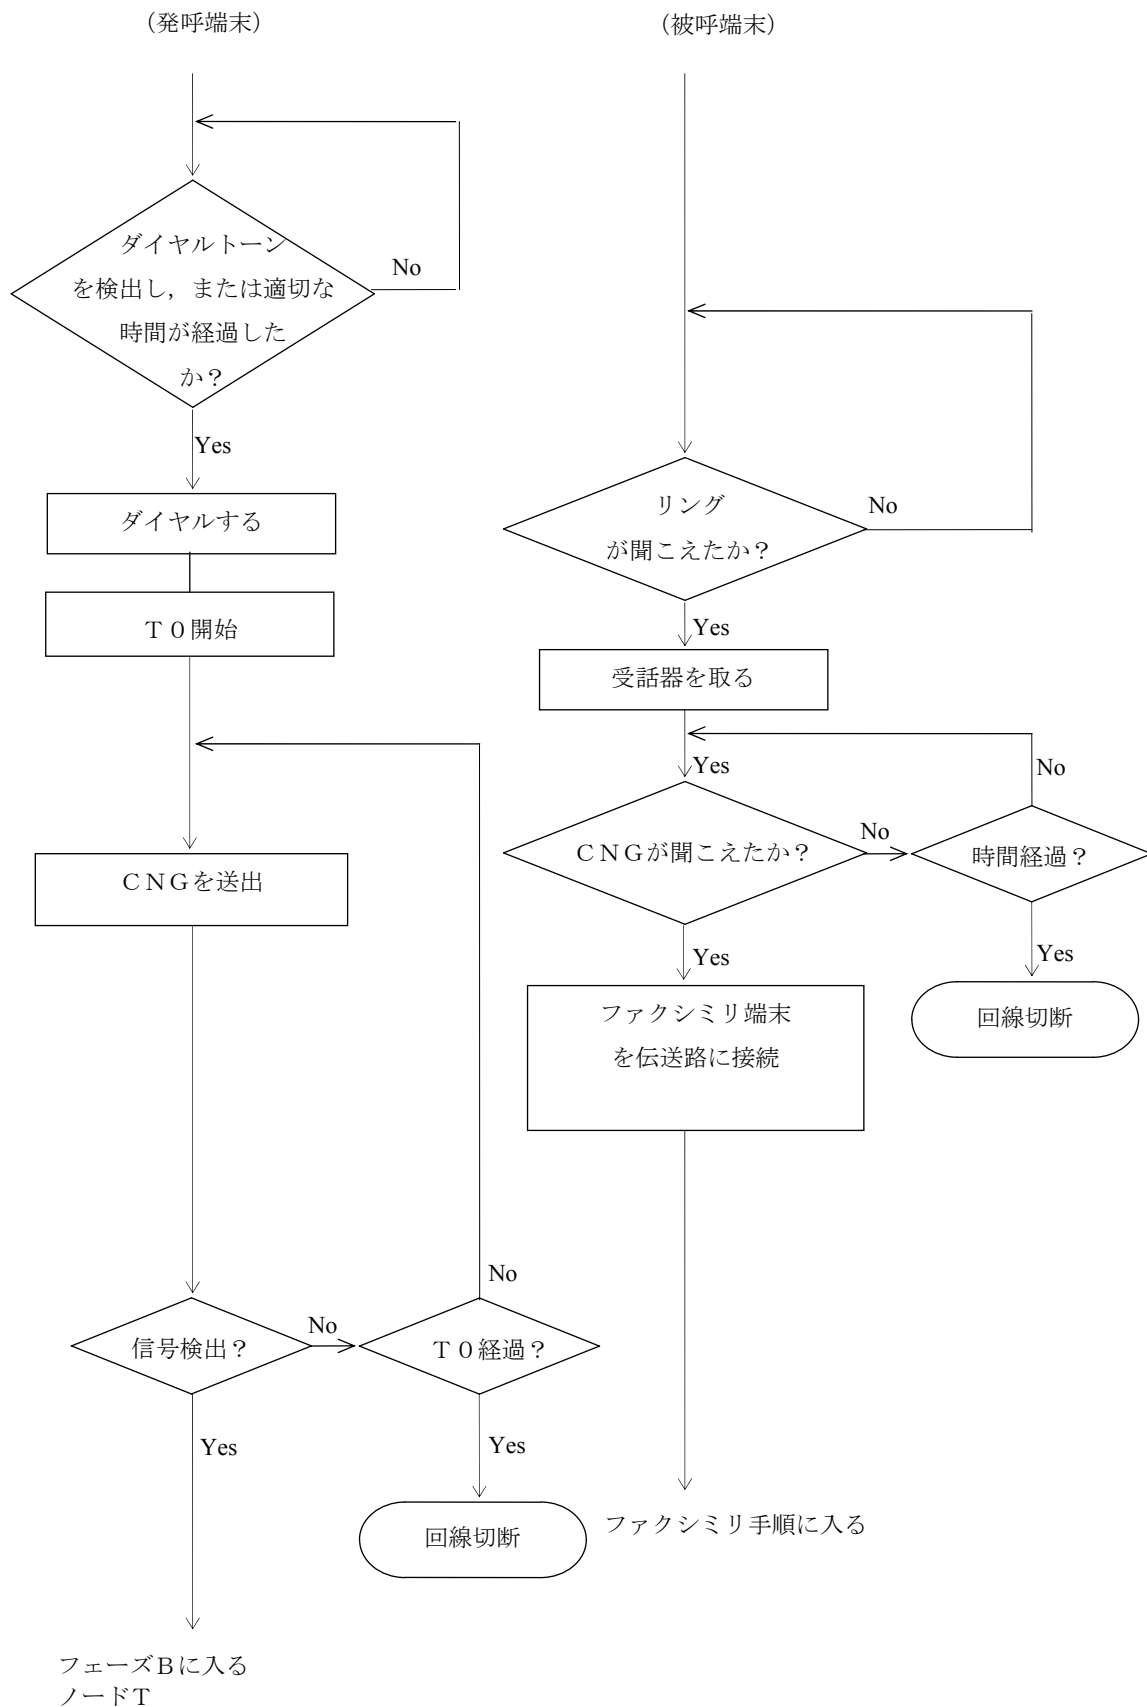 （発呼端末）
ダイヤルトーン
を検出し，または適切な
時間が経過した
か？
No
Yes
ダイヤルする
Ｔ０開始
ＣＮＧを送出
信号検出？
No
Ｔ０経過？
No
Yes
Yes
回線切断
フェーズＢに入る
ノードＴ
（被呼端末）
リング
が聞こえたか？
No
Yes
受話器を取る
Yes
ＣＮＧが聞こえたか？
No
時間経過？
No
Yes
回線切断
Yes
ファクシミリ端末
を伝送路に接続
ファクシミリ手順に入る